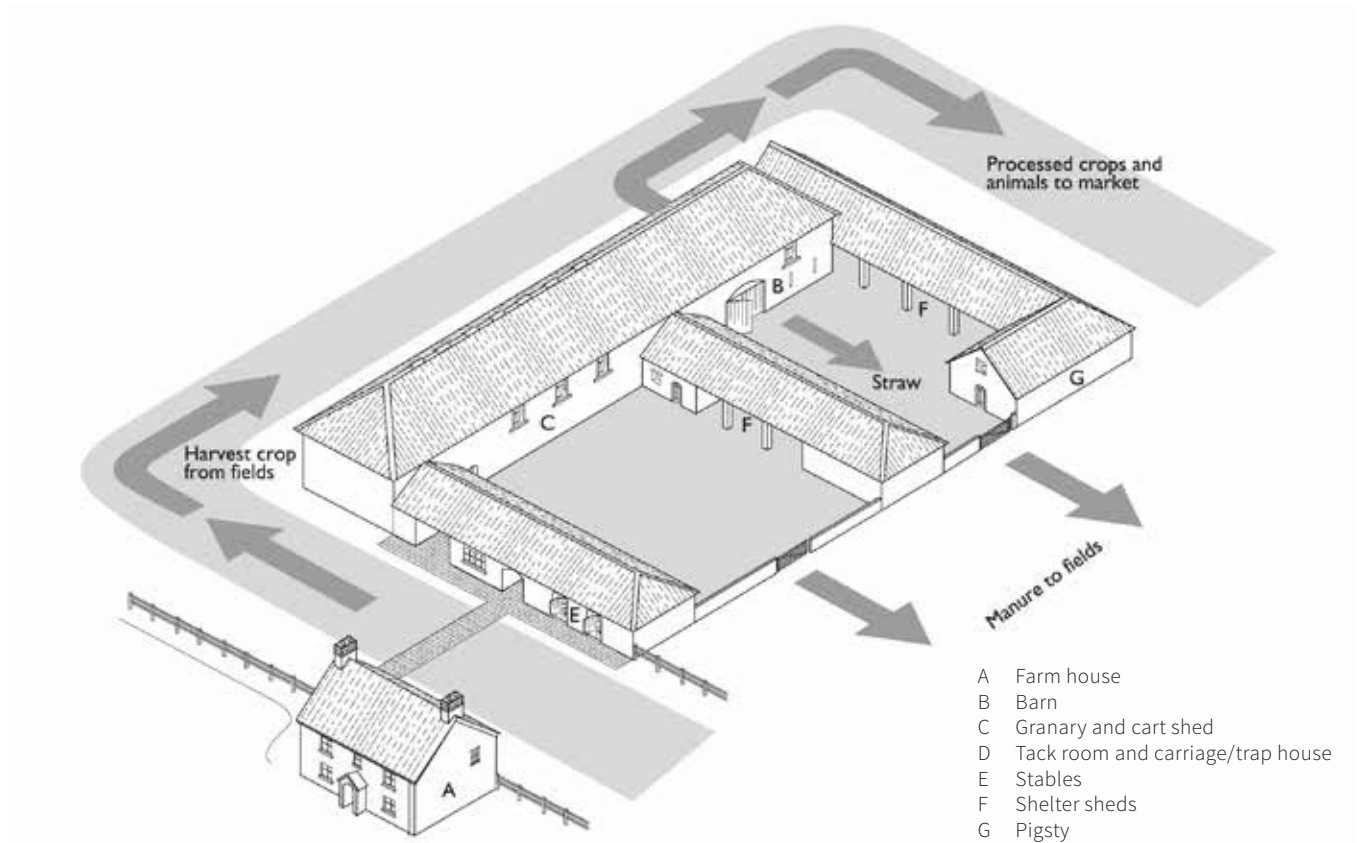 Processed crops and
animals to market
B
F
Straw
G
C
F
Harvest crop
from fields
E
Manure to fields
A
A Farm house
B Barn
C Granary and cart shed
D Tack room and carriage/trap house
E Stables
F Shelter sheds
G Pigsty